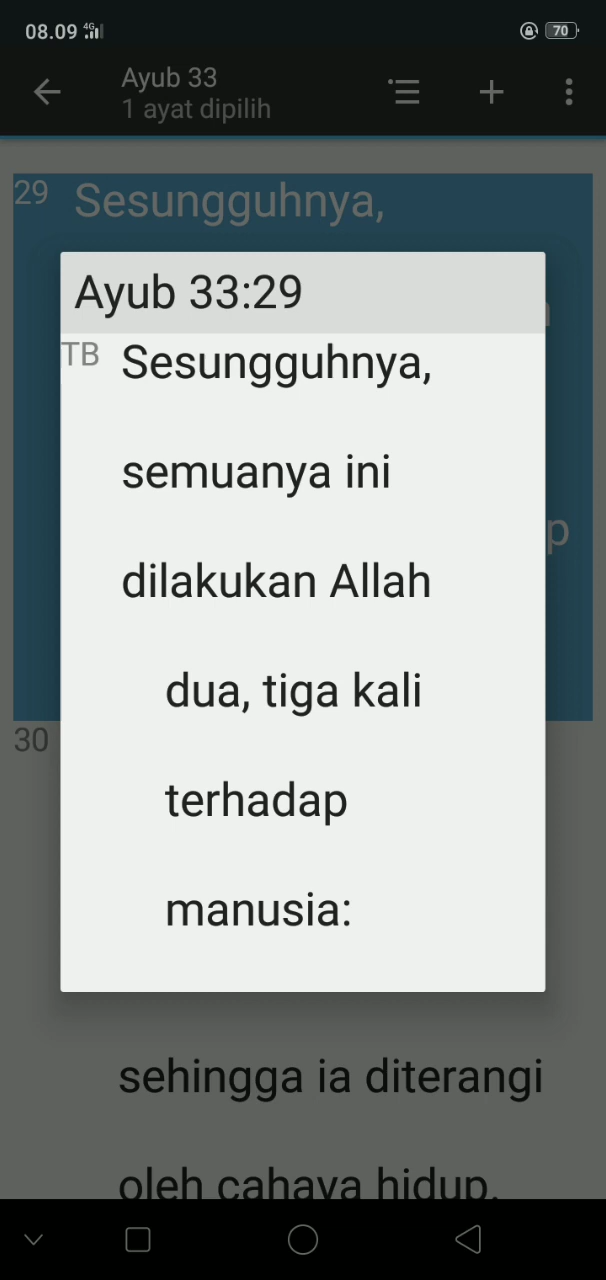 08.09 4G 70
Ayub 33
1 ayat dipilih
29 Sesungguhnya,
Ayub 33:29
TB Sesungguhnya,
semuanya ini
dilakukan Allah
p
dua, tiga kali
30
terhadap
manusia:
sehingga ia diterangi
oleh cahaya hidup.